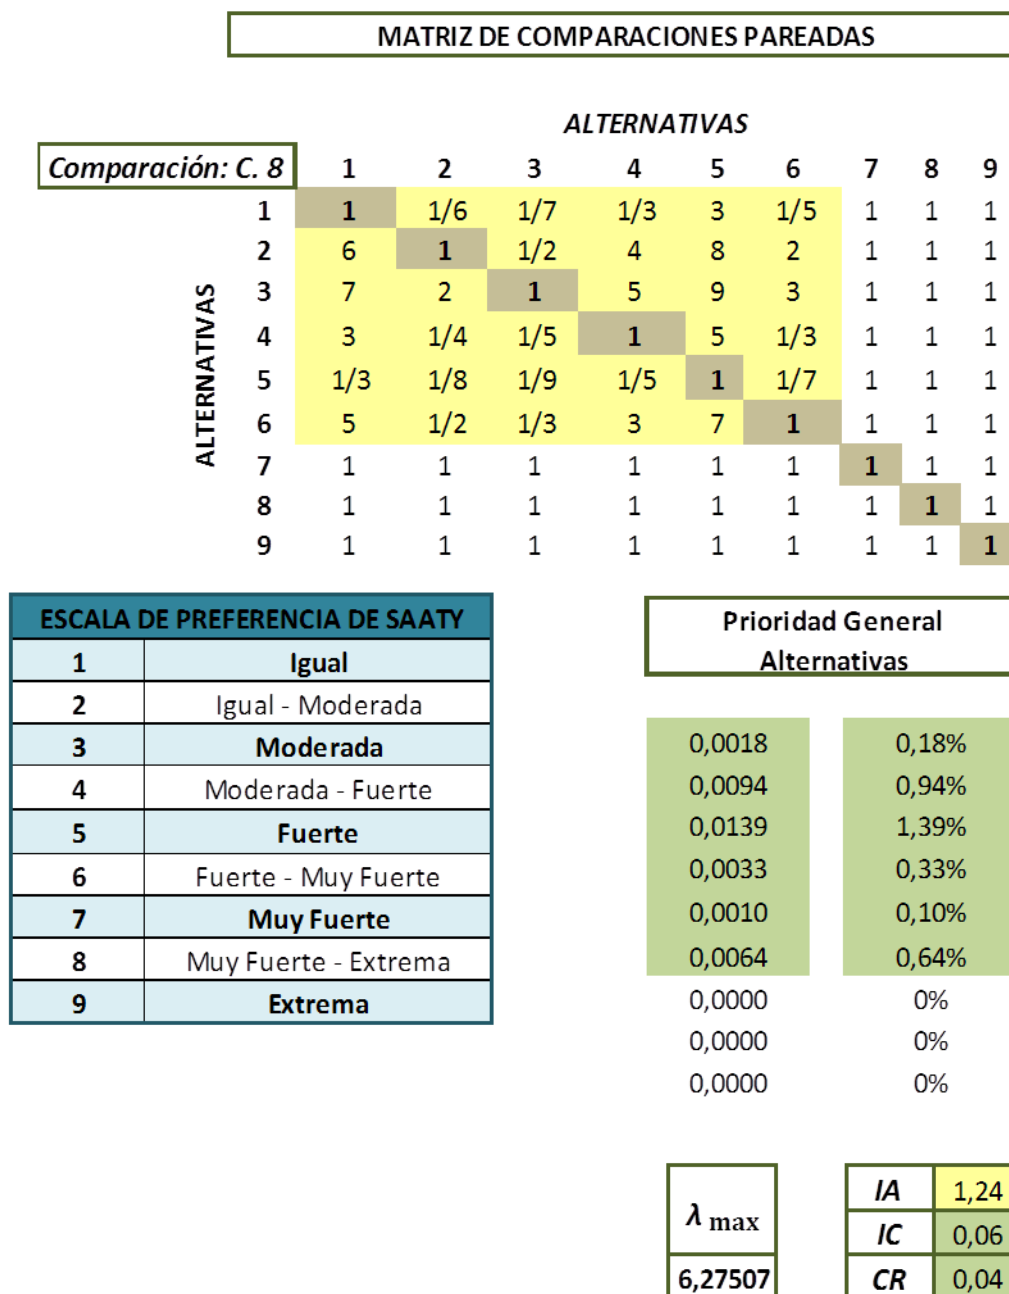 MATRIZ DE COMPARACIONES PAREADAS
ALTERNATIVAS
Comparación: C. 8 1 2 3 4 5 6 7 8 9
ALTERNATIVAS
1 1 1/6 1/7 1/3 3 1/5 1 1 1
2 6 1 1/2 4 8 2 1 1 1
3 7 2 1 5 9 3 1 1 1
4 3 1/4 1/5 1 5 1/3 1 1 1
5 1/3 1/8 1/9 1/5 1 1/7 1 1 1
6 5 1/2 1/3 3 7 1 1 1 1
7 1 1 1 1 1 1 1 1 1
8 1 1 1 1 1 1 1 1 1
9 1 1 1 1 1 1 1 1 1
ESCALA DE PREFERENCIA DE SAATY
1 Igual
2 Igual - Moderada
3 Moderada
4 Moderada - Fuerte
5 Fuerte
6 Fuerte - Muy Fuerte
7 Muy Fuerte
8 Muy Fuerte - Extrema
9 Extrema
Prioridad General
Alternativas
0,0018 0,18%
0,0094 0,94%
0,0139 1,39%
0,0033 0,33%
0,0010 0,10%
0,0064 0,64%
0,0000 0%
0,0000 0%
0,0000 0%
λ max
6,27507
IA 1,24
IC 0,06
CR 0,04